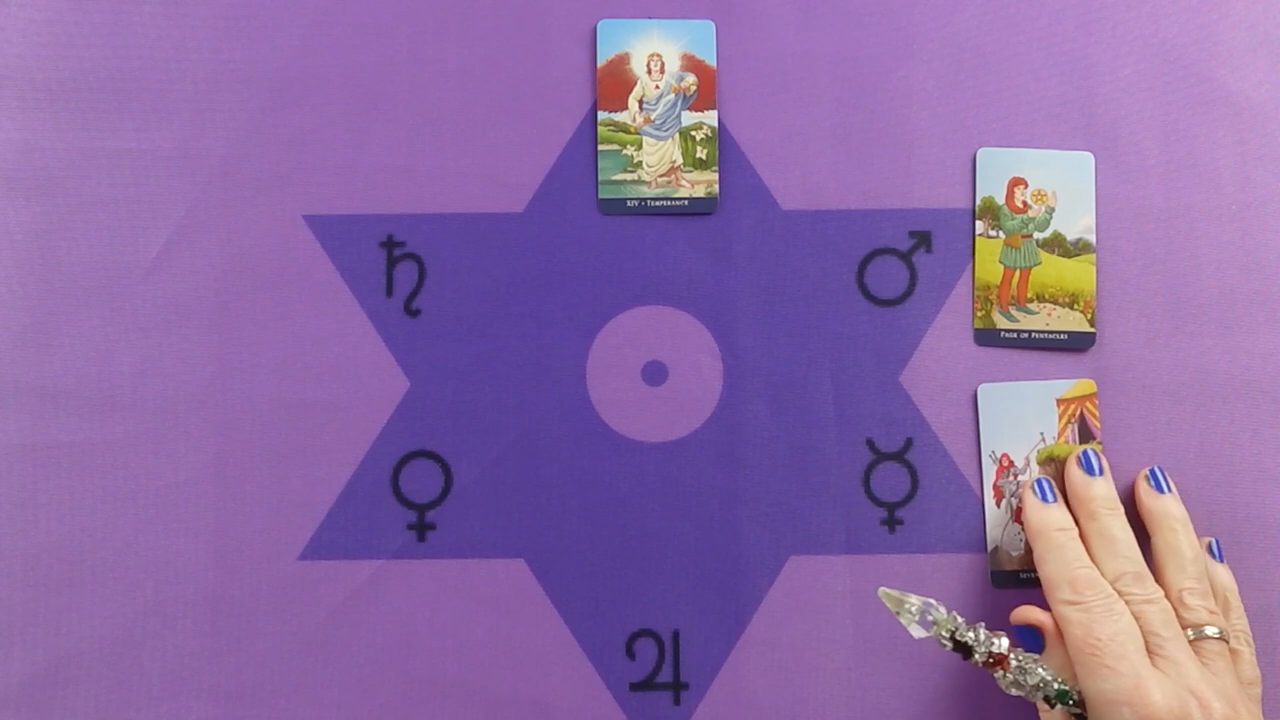 XIV • TEMPERANCE
PAGE OF PENTACLES